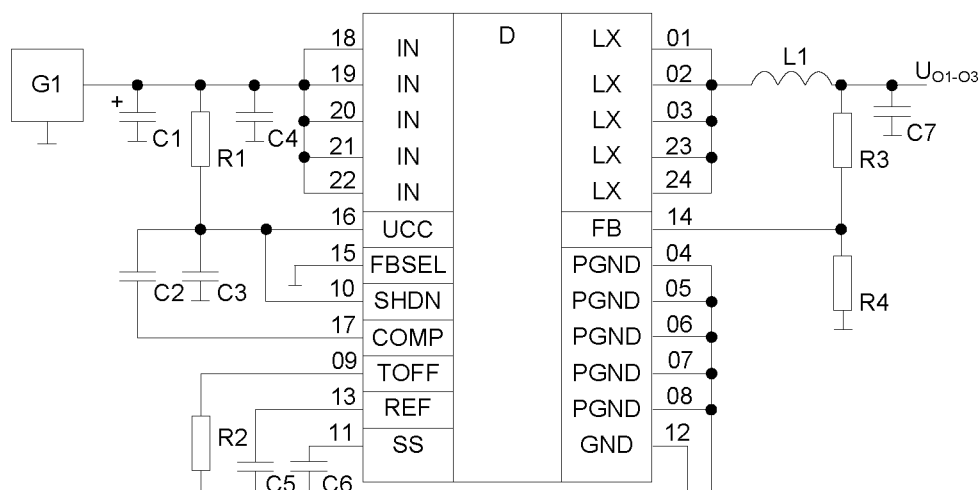 18 IN D LX 01
G1 19 IN LX 02 L1 UO1-O3
+ C1 R1 C4 20 IN LX 03 R3 C7
21 IN LX 23
22 IN LX 24
16 UCC FB 14
C2 C3 15 FBSEL PGND 04
10 SHDN PGND 05 R4
17 COMP PGND 06
09 TOFF PGND 07
13 REF PGND 08
R2 11 SS GND 12
C5 C6